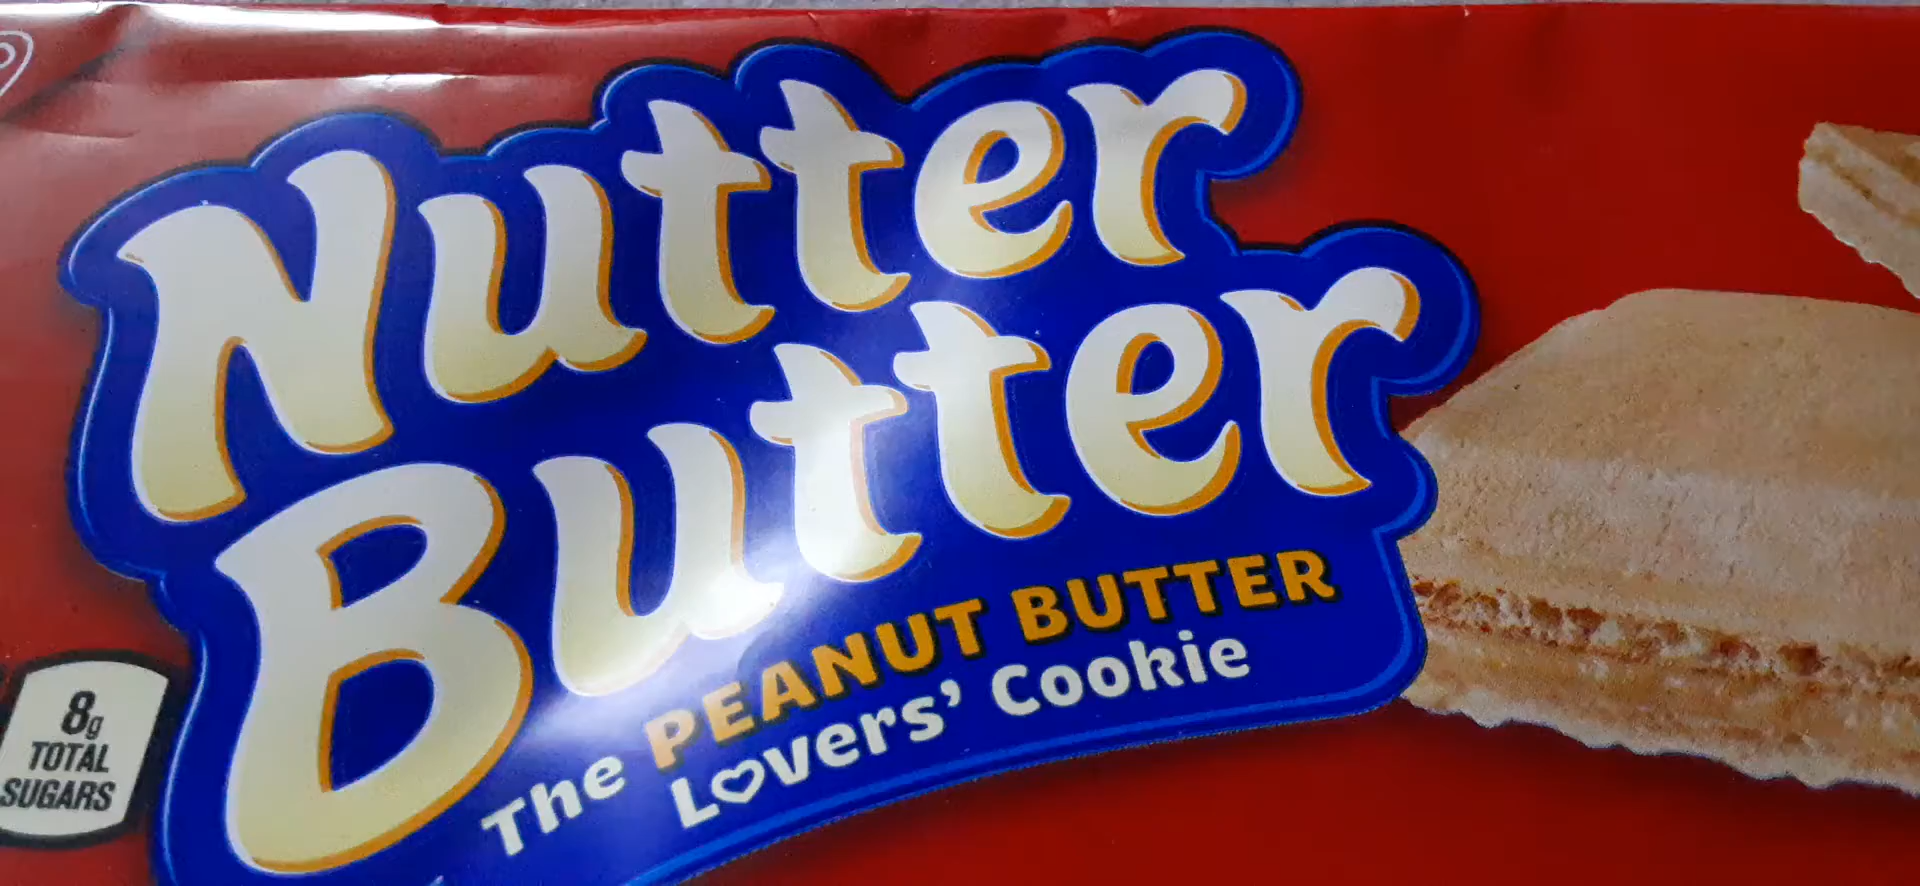 Nutter
Butter
The PEANUT BUTTER
Lovers' Cookie
8g
TOTAL
SUGARS